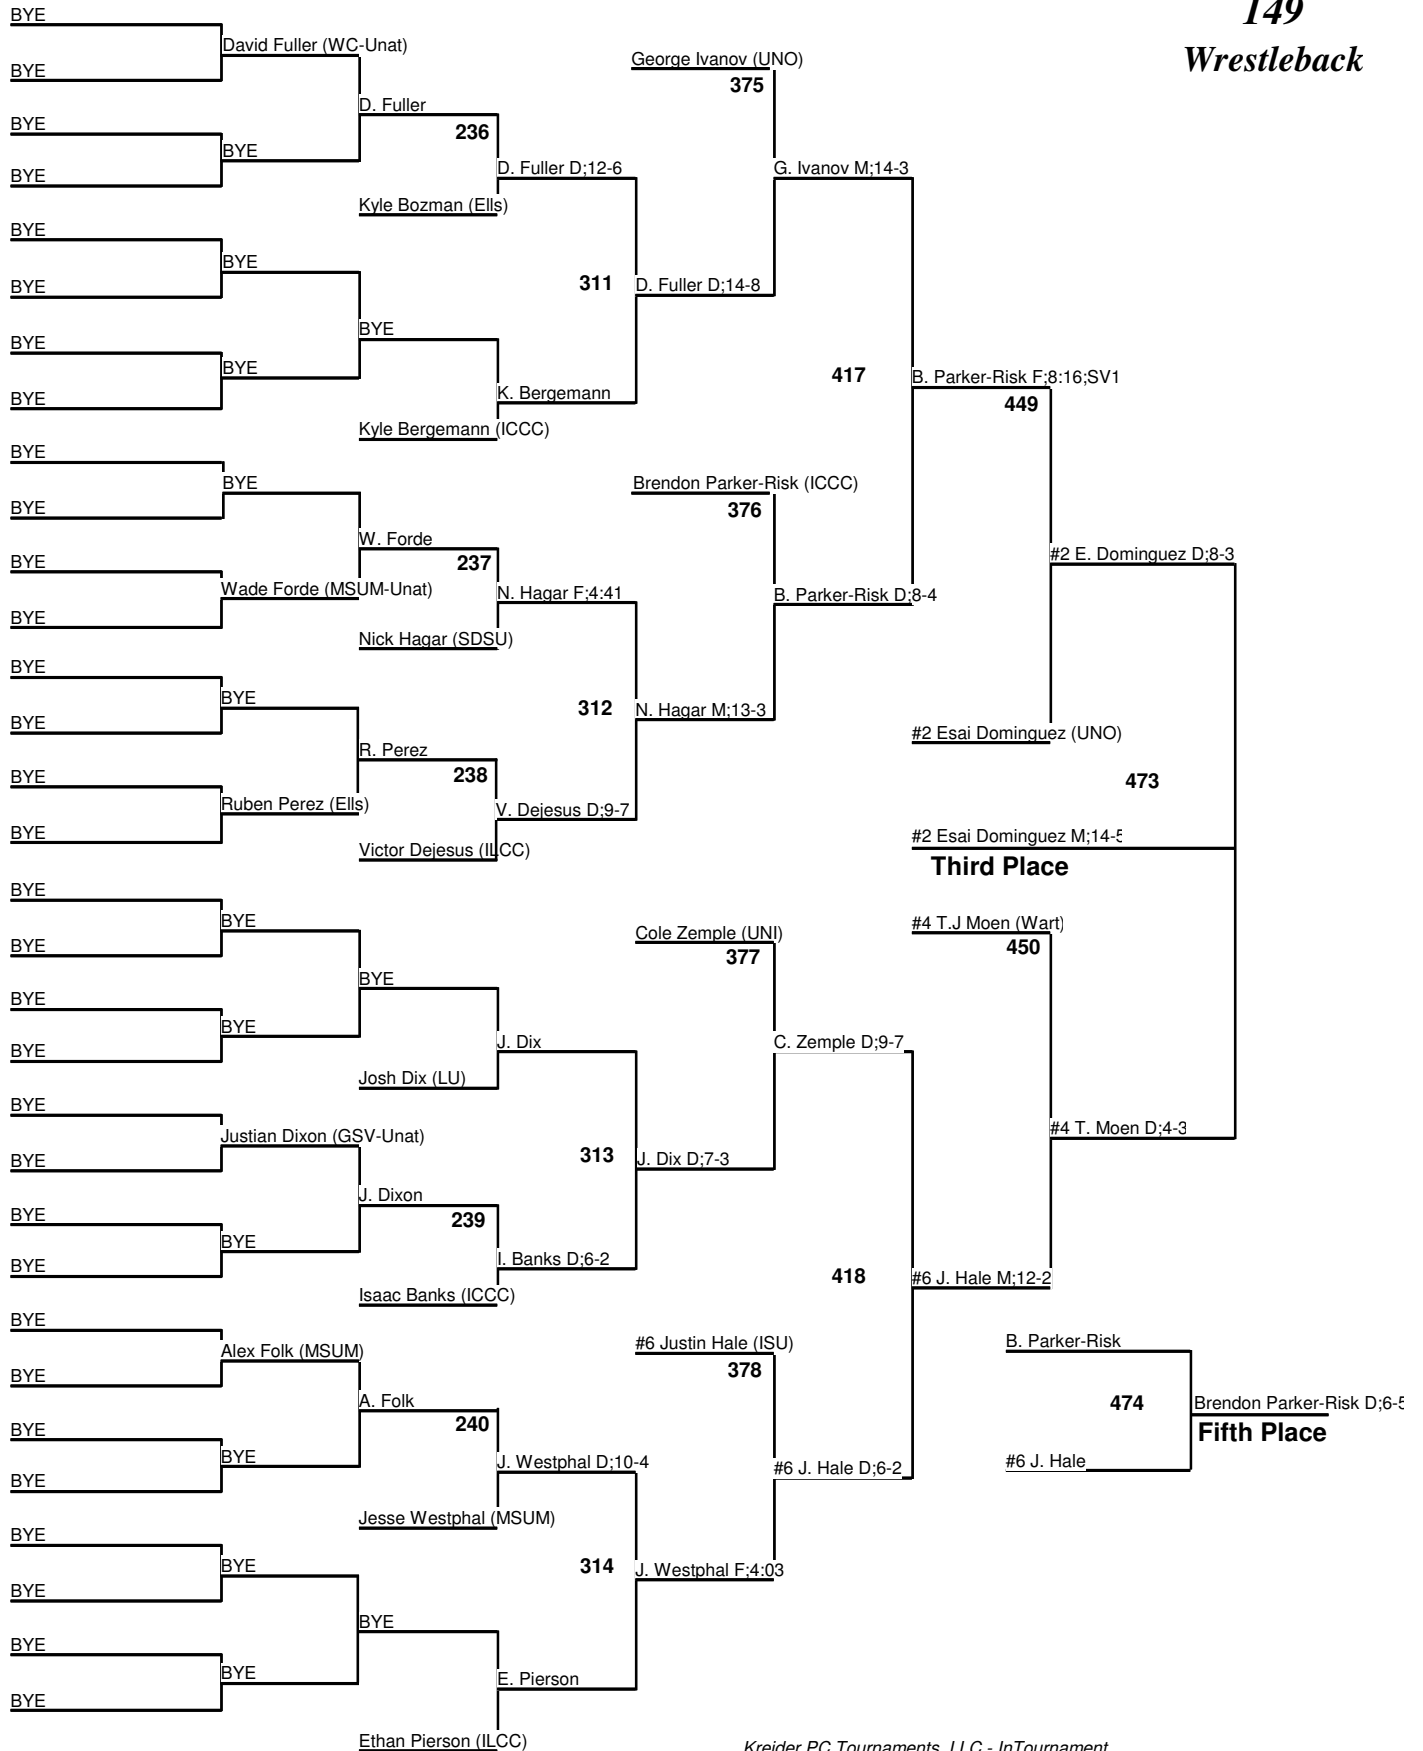 BYE
149
David Fuller (WC-Unat)
Wrestleback
George Ivanov (UNO)
BYE
375
D. Fuller
BYE
236
BYE
D. Fuller D;12-6
G. Ivanov M;14-3
BYE
Kyle Bozman (Ells)
BYE
BYE
311
D. Fuller D;14-8
BYE
BYE
BYE
BYE
417
B. Parker-Risk F;8:16;SV1
K. Bergemann
449
BYE
Kyle Bergemann (ICCC)
BYE
BYE
Brendon Parker-Risk (ICCC)
376
BYE
W. Forde
237
#2 E. Dominguez D;8-3
BYE
Wade Forde (MSUM-Unat)
N. Hagar F;4:41
B. Parker-Risk D;8-4
BYE
Nick Hagar (SDSU)
BYE
BYE
312
N. Hagar M;13-3
BYE
#2 Esai Dominguez (UNO)
R. Perez
238
BYE
473
Ruben Perez (Ells)
V. Dejesus D;9-7
BYE
#2 Esai Dominguez M;14-5
Victor Dejesus (ILCC)
Third Place
BYE
BYE
#4 T.J Moen (Wart)
Cole Zemple (UNI)
BYE
450
377
BYE
BYE
BYE
J. Dix
C. Zemple D;9-7
BYE
Josh Dix (LU)
BYE
Justian Dixon (GSV-Unat)
#4 T. Moen D;4-3
BYE
313
J. Dix D;7-3
J. Dixon
BYE
239
BYE
I. Banks D;6-2
BYE
418
#6 J. Hale M;12-2
Isaac Banks (ICCC)
BYE
#6 Justin Hale (ISU)
B. Parker-Risk
Alex Folk (MSUM)
BYE
378
A. Folk
474
Brendon Parker-Risk D;6-5
BYE
240
Fifth Place
BYE
J. Westphal D;10-4
#6 J. Hale D;6-2
#6 J. Hale
BYE
Jesse Westphal (MSUM)
BYE
BYE
314
J. Westphal F;4:03
BYE
BYE
BYE
BYE
E. Pierson
BYE
Ethan Pierson (ILCC)
Kreider PC Tournaments, LLC - InTournament